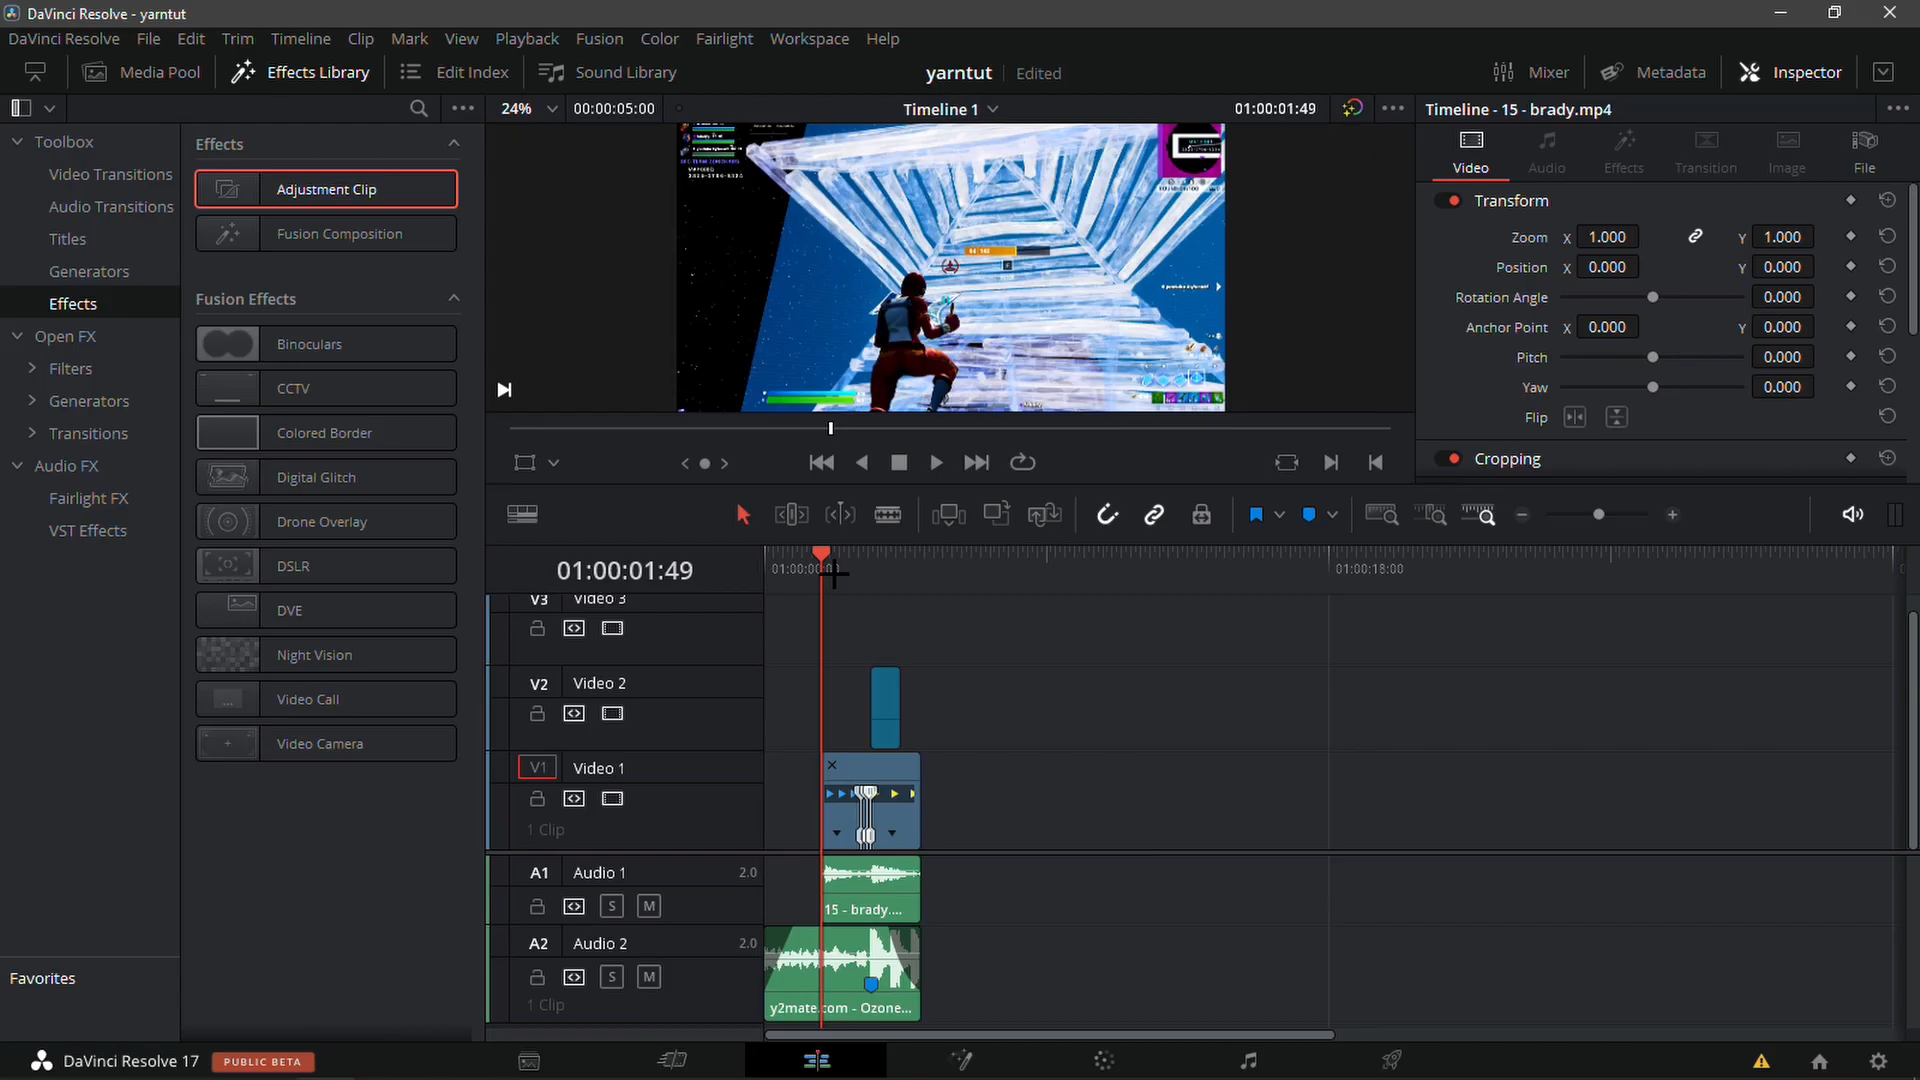 DaVinci Resolve - yarntut
DaVinci Resolve File Edit Trim Timeline Clip Mark View Playback Fusion Color Fairlight Workspace Help
Media Pool Effects Library Edit Index Sound Library yarntut Edited Mixer Metadata Inspector
24% 00:00:05:00 Timeline 1 01:00:01:49 Timeline - 15 - brady.mp4
Toolbox
Video Transitions
Audio Transitions
Titles
Generators
Effects
Open FX
Filters
Generators
Transitions
Audio FX
Fairlight FX
VST Effects
Favorites
Effects
Adjustment Clip
Fusion Composition
Fusion Effects
Binoculars
CCTV
Colored Border
Digital Glitch
Drone Overlay
DSLR
DVE
Night Vision
Video Call
Video Camera
Video Audio Effects Transition Image File
Transform
Zoom X 1.000 Y 1.000
Position X 0.000 Y 0.000
Rotation Angle 0.000
Anchor Point X 0.000 Y 0.000
Pitch 0.000
Yaw 0.000
Flip
Cropping
01:00:01:49
01:00:18:00
V3 Video 3
V2 Video 2
V1 Video 1
1 Clip
A1 Audio 1 2.0
S M
15 - brady....
A2 Audio 2 2.0
S M
1 Clip
y2mate.com - Ozone...
DaVinci Resolve 17 PUBLIC BETA